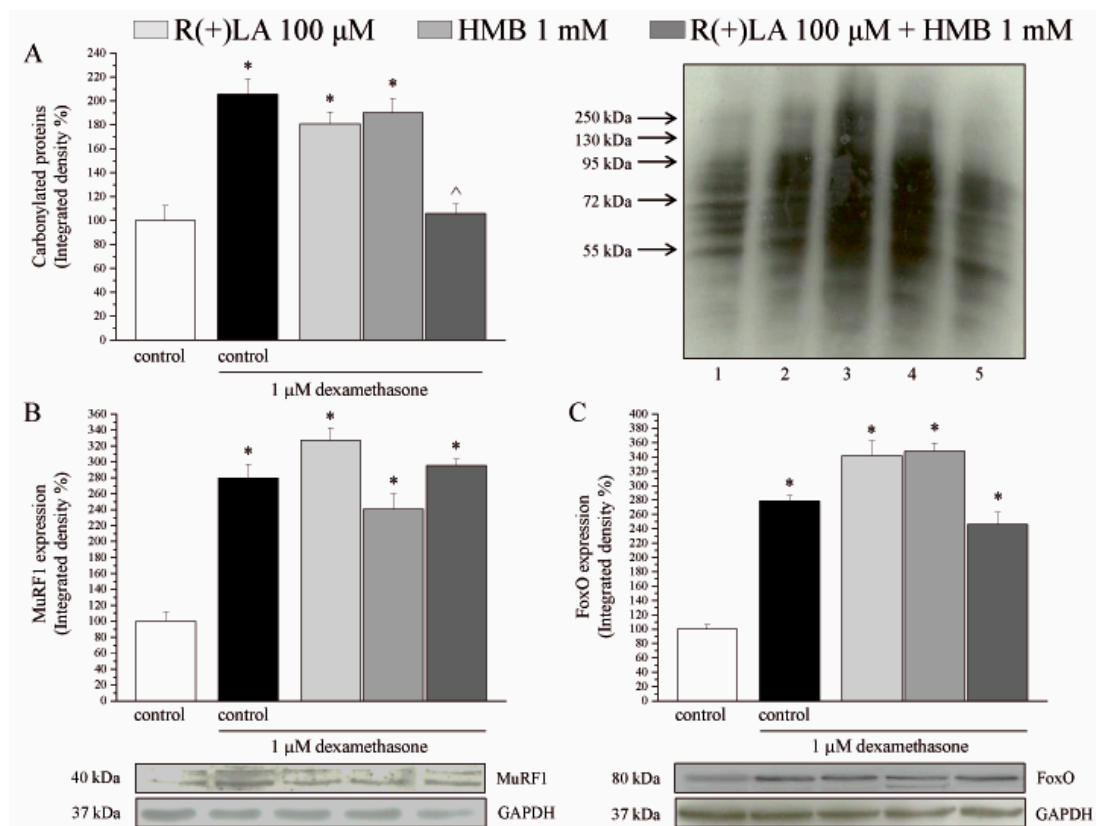 R(+)LA 100 µM HMB 1 mM R(+)LA 100 µM + HMB 1 mM
A
Carbonylated proteins
(Integrated density %)
240
220
200
180
160
140
120
100
80
60
40
20
0
*
*
*
^
control control
1 µM dexamethasone
250 kDa
130 kDa
95 kDa
72 kDa
55 kDa
1 2 3 4 5
B
MuRF1 expression
(Integrated density %)
360
340
320
300
280
260
240
220
200
180
160
140
120
100
80
60
40
20
0
*
*
*
*
control control
1 µM dexamethasone
40 kDa MuRF1
37 kDa GAPDH
C
FoxO expression
(Integrated density %)
400
380
360
340
320
300
280
260
240
220
200
180
160
140
120
100
80
60
40
20
0
*
*
*
*
control control
1 µM dexamethasone
80 kDa FoxO
37 kDa GAPDH